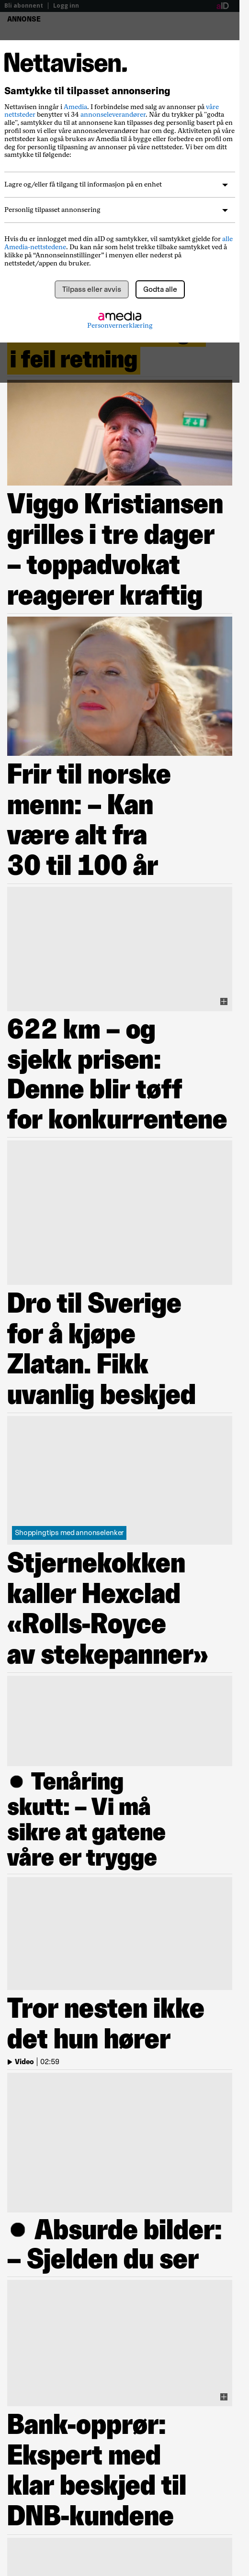 Bli abonnent | Logg inn
aID
ANNONSE
Nettavisen.
Samtykke til tilpasset annonsering
Nettavisen inngår i Amedia. I forbindelse med salg av annonser på våre
nettsteder benytter vi 34 annonseleverandører. Når du trykker på "godta
alle", samtykker du til at annonsene kan tilpasses deg personlig basert på en
profil som vi eller våre annonseleverandører har om deg. Aktiviteten på våre
nettsteder kan også brukes av Amedia til å bygge eller forbedre en profil om
deg for personlig tilpasning av annonser på våre nettsteder. Vi ber om ditt
samtykke til følgende:
Lagre og/eller få tilgang til informasjon på en enhet
Personlig tilpasset annonsering
Hvis du er innlogget med din aID og samtykker, vil samtykket gjelde for alle
Amedia-nettstedene. Du kan når som helst trekke tilbake samtykket ved å
klikke på “Annonseinnstillinger” i menyen eller nederst på
nettstedet/appen du bruker.
Tilpass eller avvis
Godta alle
amedia
Personvernerklæring
i feil retning
Viggo Kristiansen
grilles i tre dager
– toppadvokat
reagerer kraftig
Frir til norske
menn: – Kan
være alt fra
30 til 100 år
622 km – og
sjekk prisen:
Denne blir tøff
for konkurrentene
Dro til Sverige
for å kjøpe
Zlatan. Fikk
uvanlig beskjed
Shoppingtips med annonselenker
Stjernekokken
kaller Hexclad
«Rolls-Royce
av stekepanner»
Tenåring
skutt: – Vi må
sikre at gatene
våre er trygge
Tror nesten ikke
det hun hører
Video | 02:59
Absurde bilder:
– Sjelden du ser
Bank-opprør:
Ekspert med
klar beskjed til
DNB-kundene